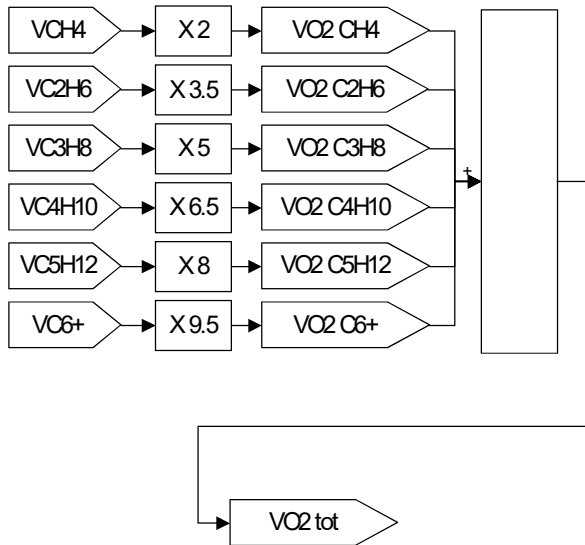 VCH4 X 2 VO2 CH4
VC2H6 X 3.5 VO2 C2H6
VC3H8 X 5 VO2 C3H8
+
VC4H10 X 6.5 VO2 C4H10
VC5H12 X 8 VO2 C5H12
VC6+ X 9.5 VO2 C6+
VO2 tot